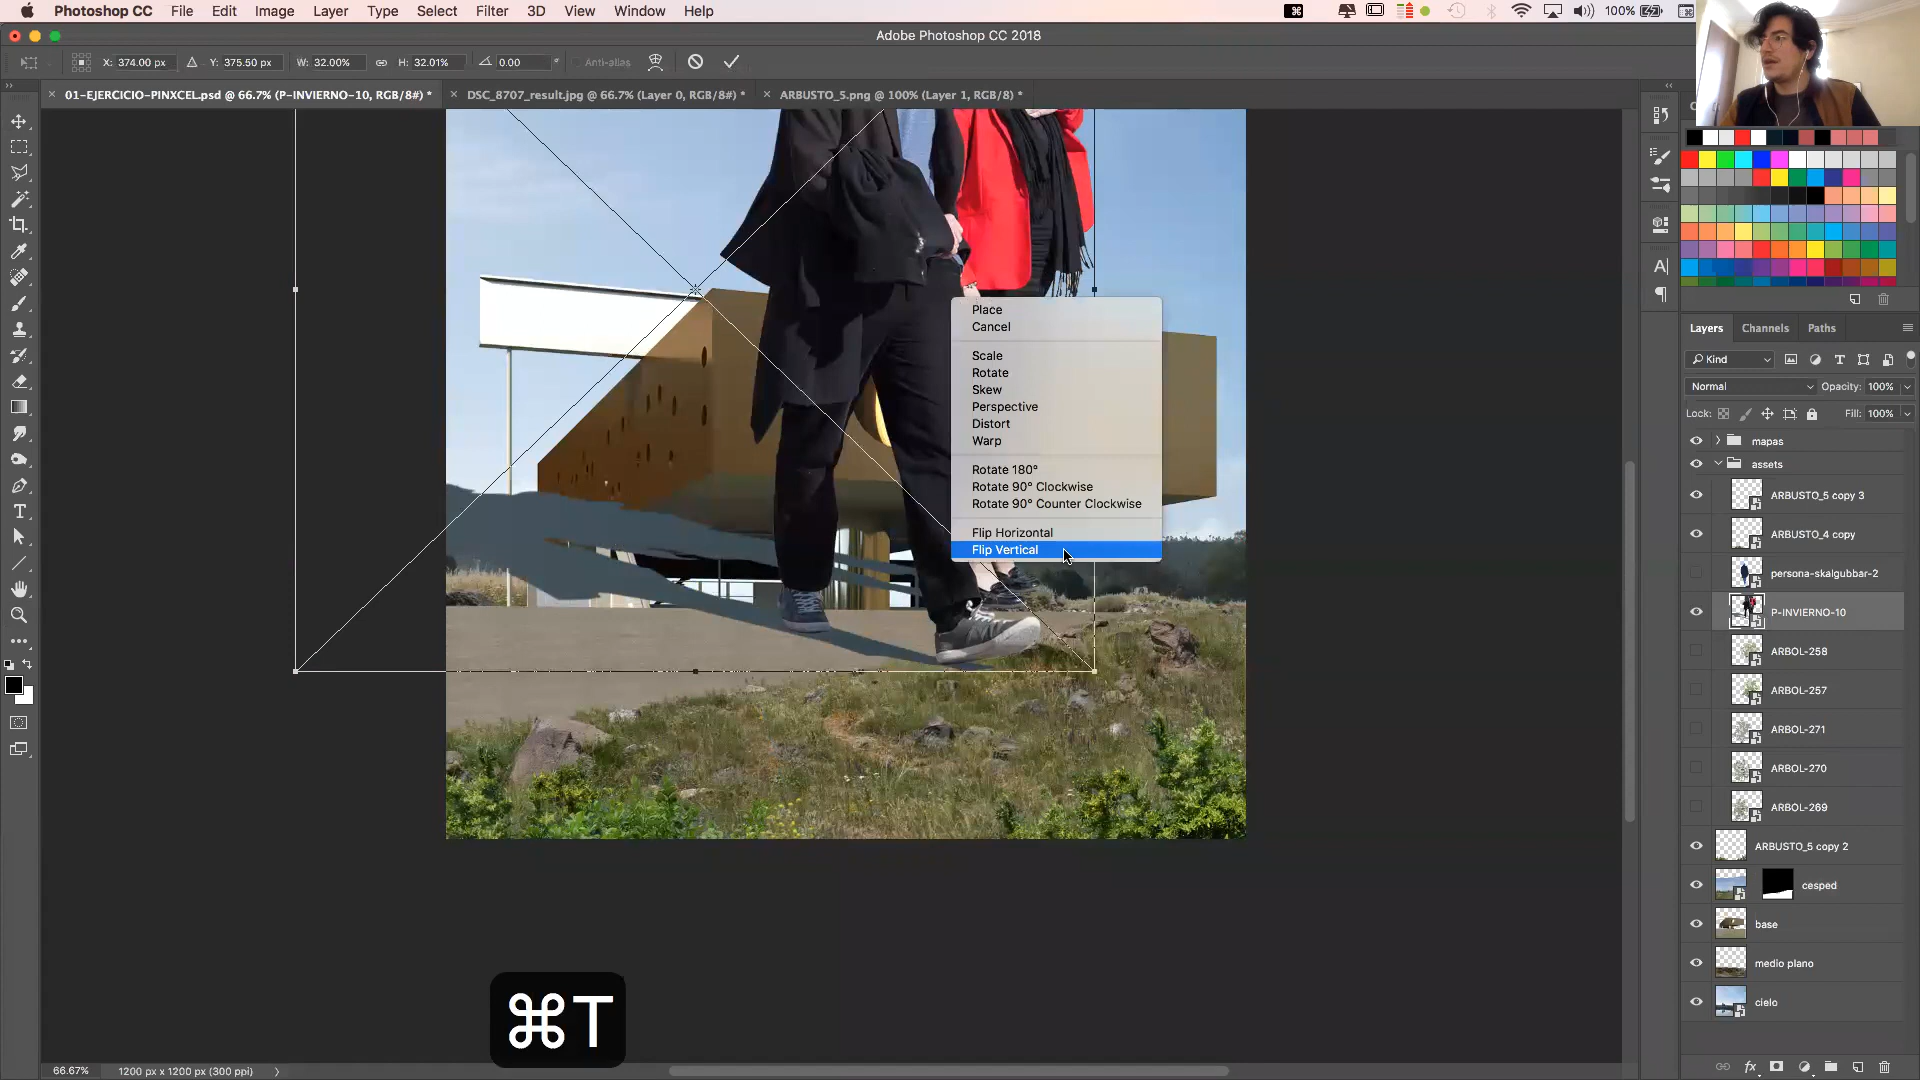 Photoshop CC File Edit Image Layer Type Select Filter 3D View Window Help 100%
Adobe Photoshop CC 2018
X: 374.00 px Y: 375.50 px W: 32.00% H: 32.01% 0.00 ° Anti-alias
01-EJERCICIO-PINXCEL.psd @ 66.7% (P-INVIERNO-10, RGB/8#) * DSC_8707_result.jpg @ 66.7% (Layer 0, RGB/8#) * ARBUSTO_5.png @ 100% (Layer 1, RGB/8) *
Place
Cancel
Scale
Rotate
Skew
Perspective
Distort
Warp
Rotate 180°
Rotate 90° Clockwise
Rotate 90° Counter Clockwise
Flip Horizontal
Flip Vertical
Layers Channels Paths
Kind
Normal Opacity: 100%
Lock: Fill: 100%
mapas
assets
ARBUSTO_5 copy 3
ARBUSTO_4 copy
persona-skalgubbar-2
P-INVIERNO-10
ARBOL-258
ARBOL-257
ARBOL-271
ARBOL-270
ARBOL-269
ARBUSTO_5 copy 2
cesped
base
medio plano
cielo
⌘T
66.67% 1200 px x 1200 px (300 ppi)